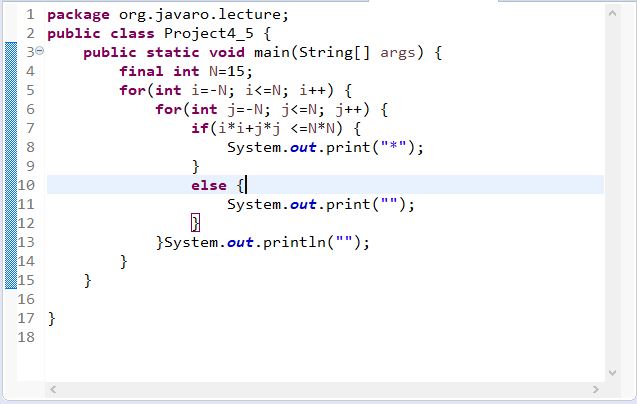 1 package org.javaro.lecture;
2 public class Project4_5 {
3 public static void main(String[] args) {
4 final int N=15;
5 for(int i=-N; i<=N; i++) {
6 for(int j=-N; j<=N; j++) {
7 if(i*i+j*j <=N*N) {
8 System.out.print("*");
9 }
10 else {
11 System.out.print("");
12 }
13 }System.out.println("");
14 }
15 }
16
17 }
18